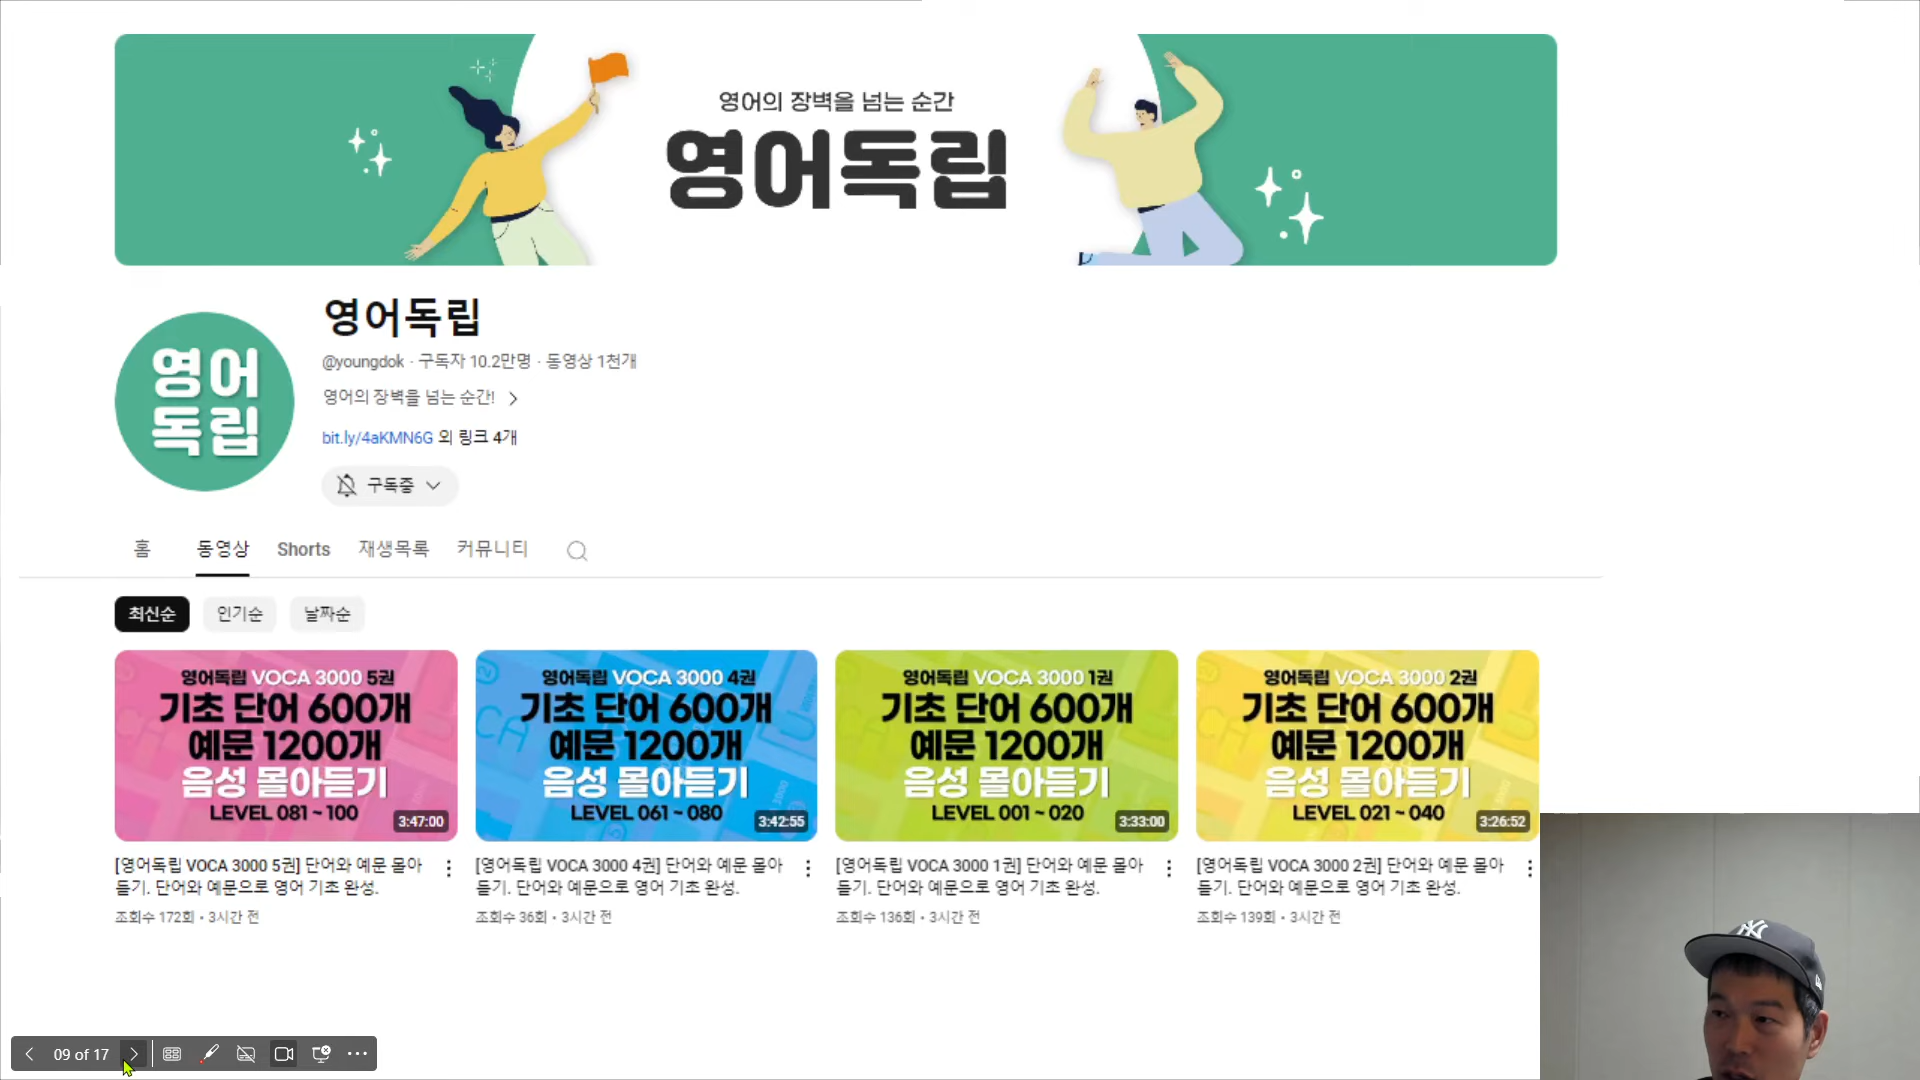 영어의 장벽을 넘는 순간
영어독립
영어
독립
영어독립
@youngdok · 구독자 10.2만명 · 동영상 1천개
영어의 장벽을 넘는 순간!
bit.ly/4aKMN6G 외 링크 4개
구독중
홈 동영상 Shorts 재생목록 커뮤니티
최신순 인기순 날짜순
영어독립 VOCA 3000 5권
기초 단어 600개
예문 1200개
음성 몰아듣기
LEVEL 081 ~ 100
3:47:00
[영어독립 VOCA 3000 5권] 단어와 예문 몰아
듣기. 단어와 예문으로 영어 기초 완성.
조회수 172회 · 3시간 전
영어독립 VOCA 3000 4권
기초 단어 600개
예문 1200개
음성 몰아듣기
LEVEL 061 ~ 080
3:42:55
[영어독립 VOCA 3000 4권] 단어와 예문 몰아
듣기. 단어와 예문으로 영어 기초 완성.
조회수 36회 · 3시간 전
영어독립 VOCA 3000 1권
기초 단어 600개
예문 1200개
음성 몰아듣기
LEVEL 001 ~ 020
3:33:00
[영어독립 VOCA 3000 1권] 단어와 예문 몰아
듣기. 단어와 예문으로 영어 기초 완성.
조회수 136회 · 3시간 전
영어독립 VOCA 3000 2권
기초 단어 600개
예문 1200개
음성 몰아듣기
LEVEL 021 ~ 040
3:26:52
[영어독립 VOCA 3000 2권] 단어와 예문 몰아
듣기. 단어와 예문으로 영어 기초 완성.
조회수 139회 · 3시간 전
09 of 17
NY